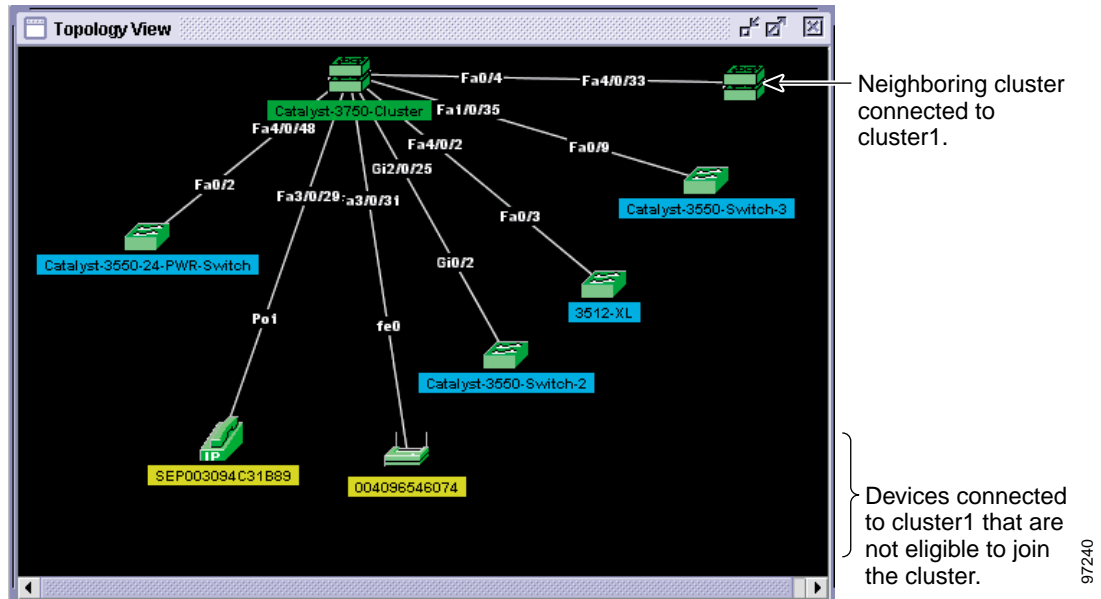 Topology View
Fa0/4
Fa4/0/33
Catalyst-3750-Cluster
Fa1/0/35
Fa4/0/48
Fa4/0/2
Fa0/9
Gi2/0/25
Fa0/2
Fa3/0/29
a3/0/31
Fa0/3
Catalyst-3550-Switch-3
Catalyst-3550-24-PWR-Switch
Gi0/2
3512-XL
Po1
fe0
Catalyst-3550-Switch-2
IP
SEP003094C31B89
004096546074
Neighboring cluster
connected to
cluster1.
Devices connected
to cluster1 that are
not eligible to join
the cluster.
97240